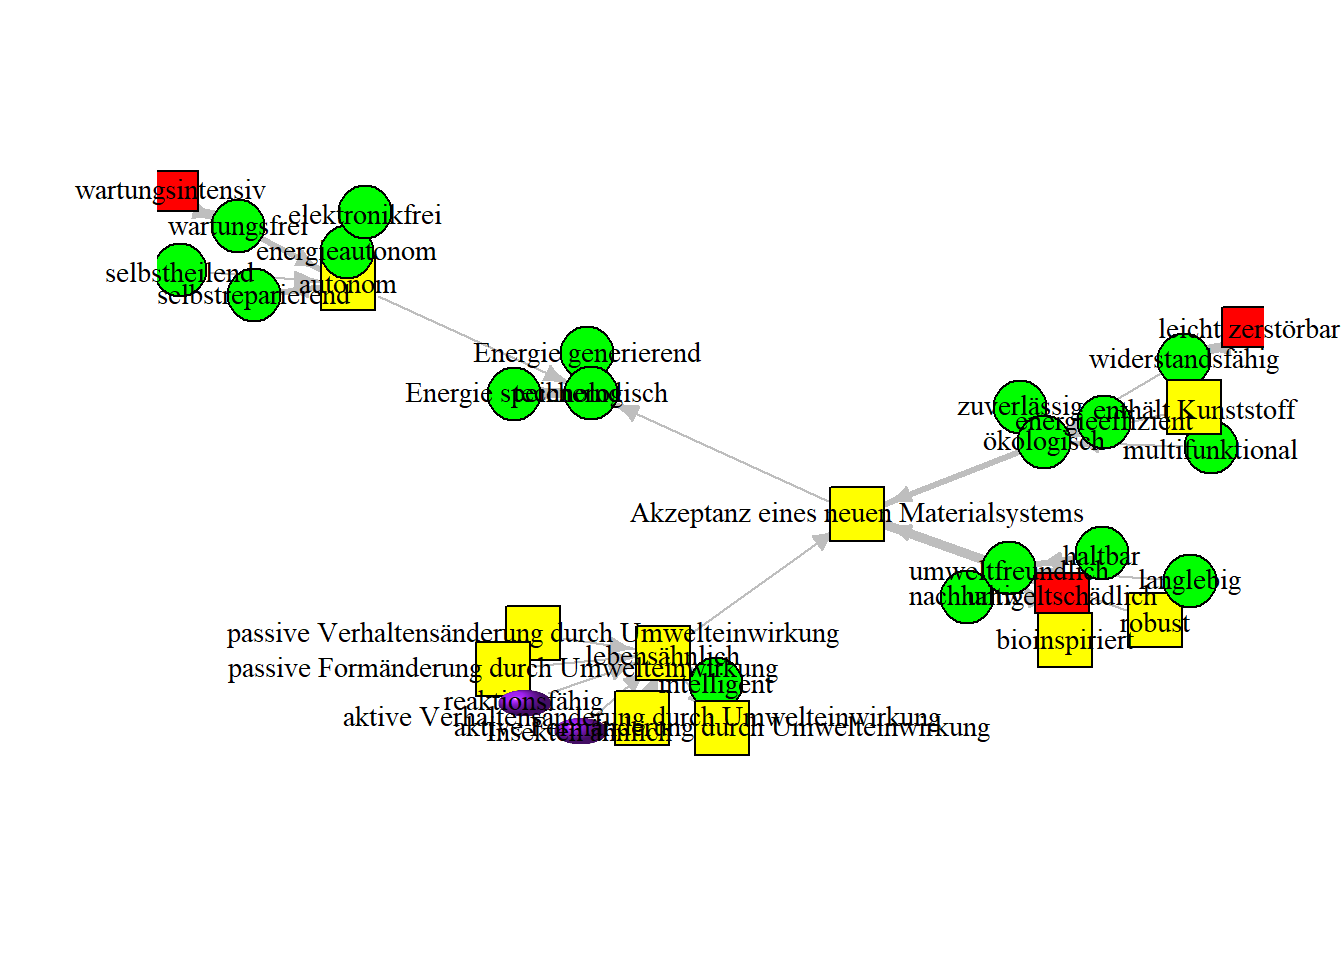 wartungsintensiv
elektronikfrei
wartungsfrei
energieautonom
selbstheilend
autonom
selbstreparierend
leicht zerstörbar
Energie generierend
widerstandsfähig
Energie speichernd
technologisch
zuverlässig
enthält Kunststoff
energieeffizient
ökologisch
multifunktional
Akzeptanz eines neuen Materialsystems
haltbar
umweltfreundlich
langlebig
nachhaltig
umweltschädlich
robust
passive Verhaltensänderung durch Umwelteinwirkung
bioinspiriert
lebensähnlich
passive Formänderung durch Umwelteinwirkung
intelligent
reaktionsfähig
aktive Verhaltensänderung durch Umwelteinwirkung
aktive Formänderung durch Umwelteinwirkung
Insekten ähnlich